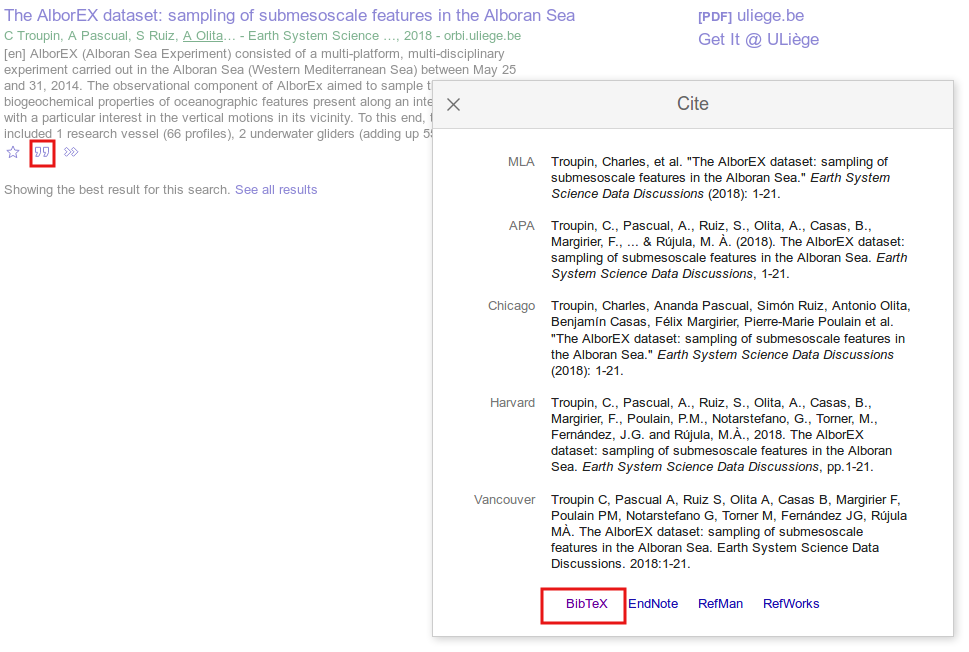 The AlborEX dataset: sampling of submesoscale features in the Alboran Sea
[PDF] uliege.be
C Troupin, A Pascual, S Ruiz, A Olita… - Earth System Science …, 2018 - orbi.uliege.be
Get It @ ULiège
[en] AlborEX (Alboran Sea Experiment) consisted of a multi-platform, multi-disciplinary
experiment carried out in the Alboran Sea (Western Mediterranean Sea) between May 25
and 31, 2014. The observational component of AlborEx aimed to sample t
biogeochemical properties of oceanographic features present along an inte
with a particular interest in the vertical motions in its vicinity. To this end,
included 1 research vessel (66 profiles), 2 underwater gliders (adding up 5
Showing the best result for this search. See all results
Cite
MLA
Troupin, Charles, et al. "The AlborEX dataset: sampling of
submesoscale features in the Alboran Sea." Earth System
Science Data Discussions (2018): 1-21.
APA
Troupin, C., Pascual, A., Ruiz, S., Olita, A., Casas, B.,
Margirier, F., ... & Rújula, M. À. (2018). The AlborEX dataset:
sampling of submesoscale features in the Alboran Sea. Earth
System Science Data Discussions, 1-21.
Chicago
Troupin, Charles, Ananda Pascual, Simón Ruiz, Antonio Olita,
Benjamín Casas, Félix Margirier, Pierre-Marie Poulain et al.
"The AlborEX dataset: sampling of submesoscale features in
the Alboran Sea." Earth System Science Data Discussions
(2018): 1-21.
Harvard
Troupin, C., Pascual, A., Ruiz, S., Olita, A., Casas, B.,
Margirier, F., Poulain, P.M., Notarstefano, G., Torner, M.,
Fernández, J.G. and Rújula, M.À., 2018. The AlborEX
dataset: sampling of submesoscale features in the Alboran
Sea. Earth System Science Data Discussions, pp.1-21.
Vancouver
Troupin C, Pascual A, Ruiz S, Olita A, Casas B, Margirier F,
Poulain PM, Notarstefano G, Torner M, Fernández JG, Rújula
MÀ. The AlborEX dataset: sampling of submesoscale
features in the Alboran Sea. Earth System Science Data
Discussions. 2018:1-21.
BibTeX EndNote RefMan RefWorks